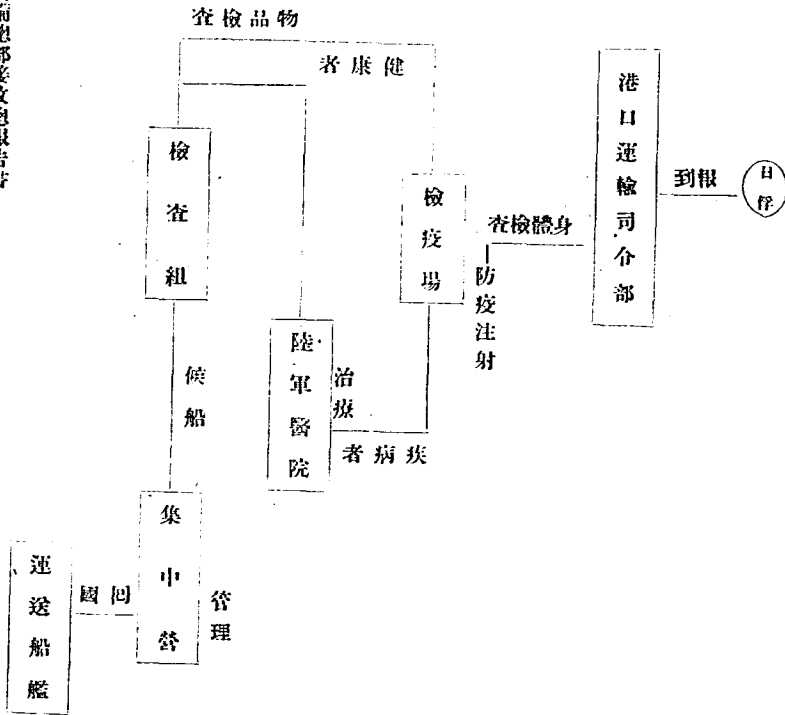 日俘
報到
港口運輸司令部
身體檢查
防疫注射
檢疫場
健康者
物品檢查
疾病者
治療
陸軍醫院
檢查組
候船
集中營
管理
回國
運送船艦